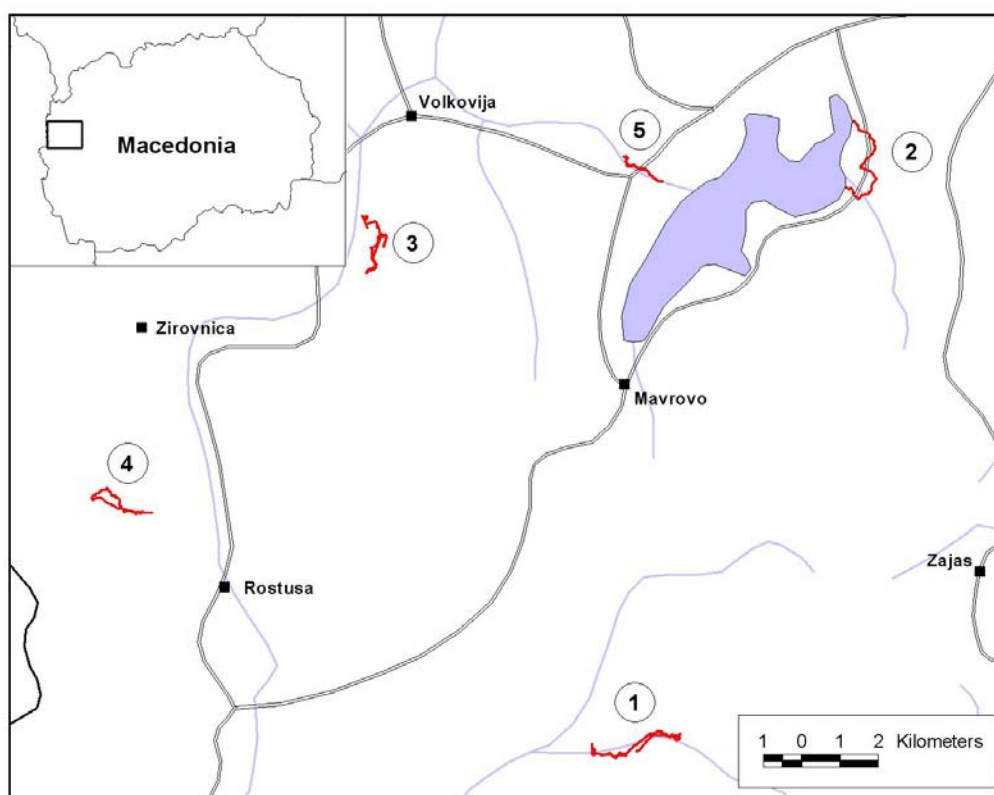 Macedonia
Volkovija
5
2
3
Zirovnica
Mavrovo
4
Zajas
Rostusa
1
1 0 1 2 Kilometers